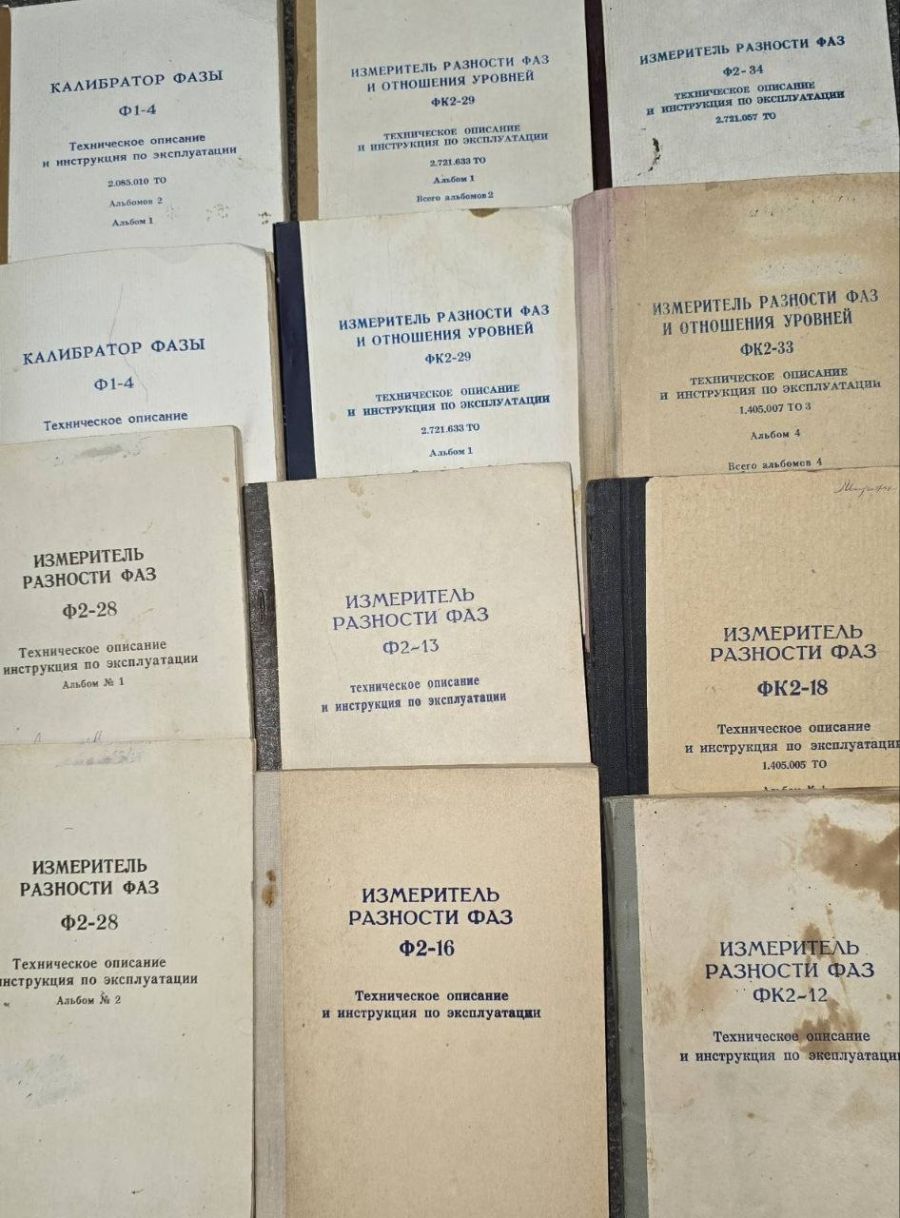 КАЛИБРАТОР ФАЗЫ
Ф1-4
Техническое описание
и инструкция по эксплуатации
2.085.010 ТО
Альбомов 2
Альбом 1
ИЗМЕРИТЕЛЬ РАЗНОСТИ ФАЗ
И ОТНОШЕНИЯ УРОВНЕЙ
ФК2-29
ТЕХНИЧЕСКОЕ ОПИСАНИЕ
И ИНСТРУКЦИЯ ПО ЭКСПЛУАТАЦИИ
2.721.633 ТО
Альбом 1
Всего альбомов 2
ИЗМЕРИТЕЛЬ РАЗНОСТИ ФАЗ
Ф2-34
ТЕХНИЧЕСКОЕ ОПИСАНИЕ
И ИНСТРУКЦИЯ ПО ЭКСПЛУАТАЦИИ
2.721.057 ТО
КАЛИБРАТОР ФАЗЫ
Ф1-4
Техническое описание
ИЗМЕРИТЕЛЬ РАЗНОСТИ ФАЗ
И ОТНОШЕНИЯ УРОВНЕЙ
ФК2-29
ТЕХНИЧЕСКОЕ ОПИСАНИЕ
И ИНСТРУКЦИЯ ПО ЭКСПЛУАТАЦИИ
2.721.633 ТО
Альбом 1
ИЗМЕРИТЕЛЬ РАЗНОСТИ ФАЗ
И ОТНОШЕНИЯ УРОВНЕЙ
ФК2-33
ТЕХНИЧЕСКОЕ ОПИСАНИЕ
И ИНСТРУКЦИЯ ПО ЭКСПЛУАТАЦИИ
1.405.007 ТО 3
Альбом 4
Всего альбомов 4
ИЗМЕРИТЕЛЬ
РАЗНОСТИ ФАЗ
Ф2-28
Техническое описание
инструкция по эксплуатации
Альбом № 1
ИЗМЕРИТЕЛЬ
РАЗНОСТИ ФАЗ
Ф2-13
техническое описание
и инструкция по эксплуатации
ИЗМЕРИТЕЛЬ
РАЗНОСТИ ФАЗ
ФК2-18
Техническое описание
и инструкция по эксплуатации
1.405.005 ТО
ИЗМЕРИТЕЛЬ
РАЗНОСТИ ФАЗ
Ф2-28
Техническое описание
инструкция по эксплуатации
Альбом № 2
ИЗМЕРИТЕЛЬ
РАЗНОСТИ ФАЗ
Ф2-16
Техническое описание
и инструкция по эксплуатации
ИЗМЕРИТЕЛЬ
РАЗНОСТИ ФАЗ
ФК2-12
Техническое описание
и инструкция по эксплуатации